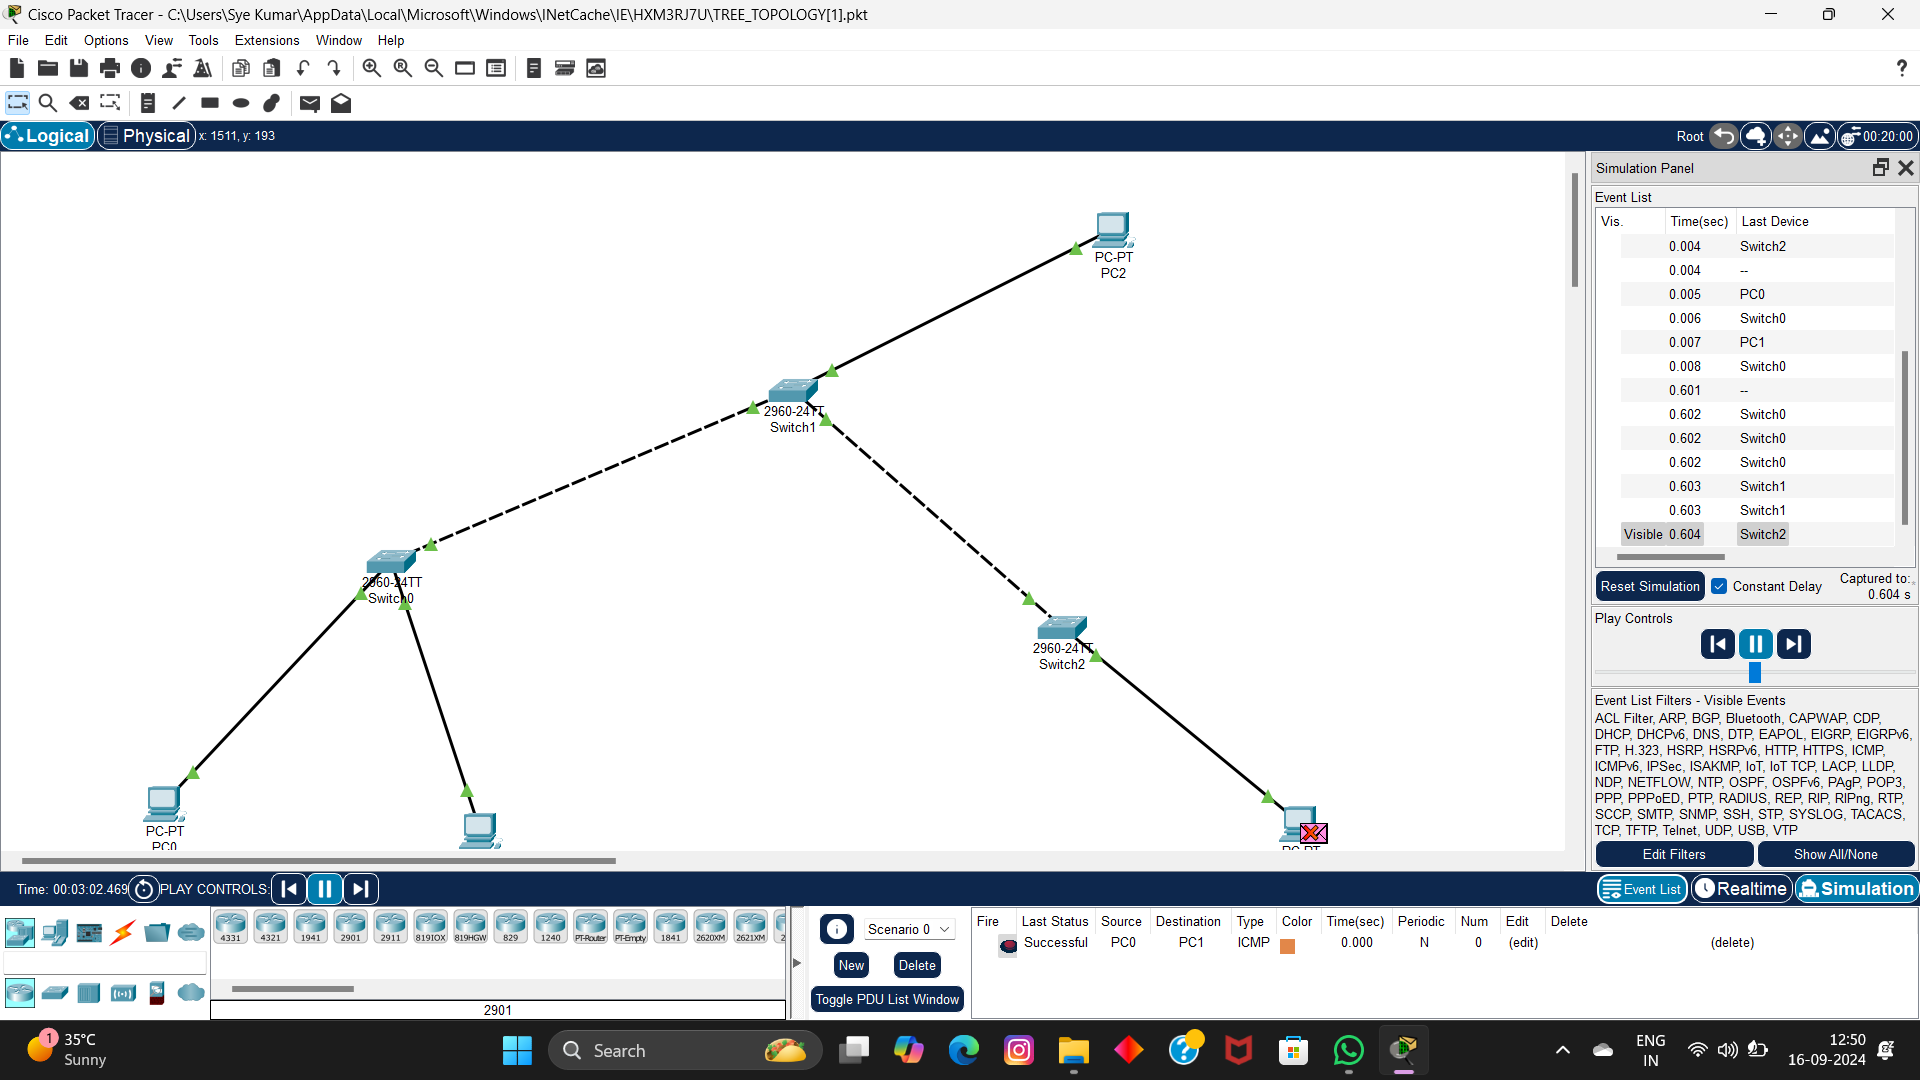 Cisco Packet Tracer - C:\Users\Sye Kumar\AppData\Local\Microsoft\Windows\INetCache\IE\HXM3RJ7U\TREE_TOPOLOGY[1].pkt
File Edit Options View Tools Extensions Window Help
?
Logical Physical x: 1511, y: 193
Root 00:20:00
PC-PT
PC2
2960-24TT
Switch1
2960-24TT
Switch0
2960-24TT
Switch2
PC-PT
PC0
PC-PT
Simulation Panel
Event List
Vis. Time(sec) Last Device
0.004 Switch2
0.004 --
0.005 PC0
0.006 Switch0
0.007 PC1
0.008 Switch0
0.601 --
0.602 Switch0
0.602 Switch0
0.602 Switch0
0.603 Switch1
0.603 Switch1
Visible 0.604 Switch2
Reset Simulation Constant Delay Captured to:
0.604 s
Play Controls
Event List Filters - Visible Events
ACL Filter, ARP, BGP, Bluetooth, CAPWAP, CDP,
DHCP, DHCPv6, DNS, DTP, EAPOL, EIGRP, EIGRPv6,
FTP, H.323, HSRP, HSRPv6, HTTP, HTTPS, ICMP,
ICMPv6, IPSec, ISAKMP, IoT, IoT TCP, LACP, LLDP,
NDP, NETFLOW, NTP, OSPF, OSPFv6, PAgP, POP3,
PPP, PPPoED, PTP, RADIUS, REP, RIP, RIPng, RTP,
SCCP, SMTP, SNMP, SSH, STP, SYSLOG, TACACS,
TCP, TFTP, Telnet, UDP, USB, VTP
Edit Filters Show All/None
Time: 00:03:02.469 PLAY CONTROLS:
Event List Realtime Simulation
4331 4321 1941 2901 2911 819IOX 819HGW 829 1240 PT-Router PT-Empty 1841 2620XM 2621XM 2
2901
Scenario 0
New Delete
Toggle PDU List Window
Fire Last Status Source Destination Type Color Time(sec) Periodic Num Edit Delete
Successful PC0 PC1 ICMP 0.000 N 0 (edit) (delete)
1
35°C
Sunny
Search
ENG
IN
12:50
16-09-2024